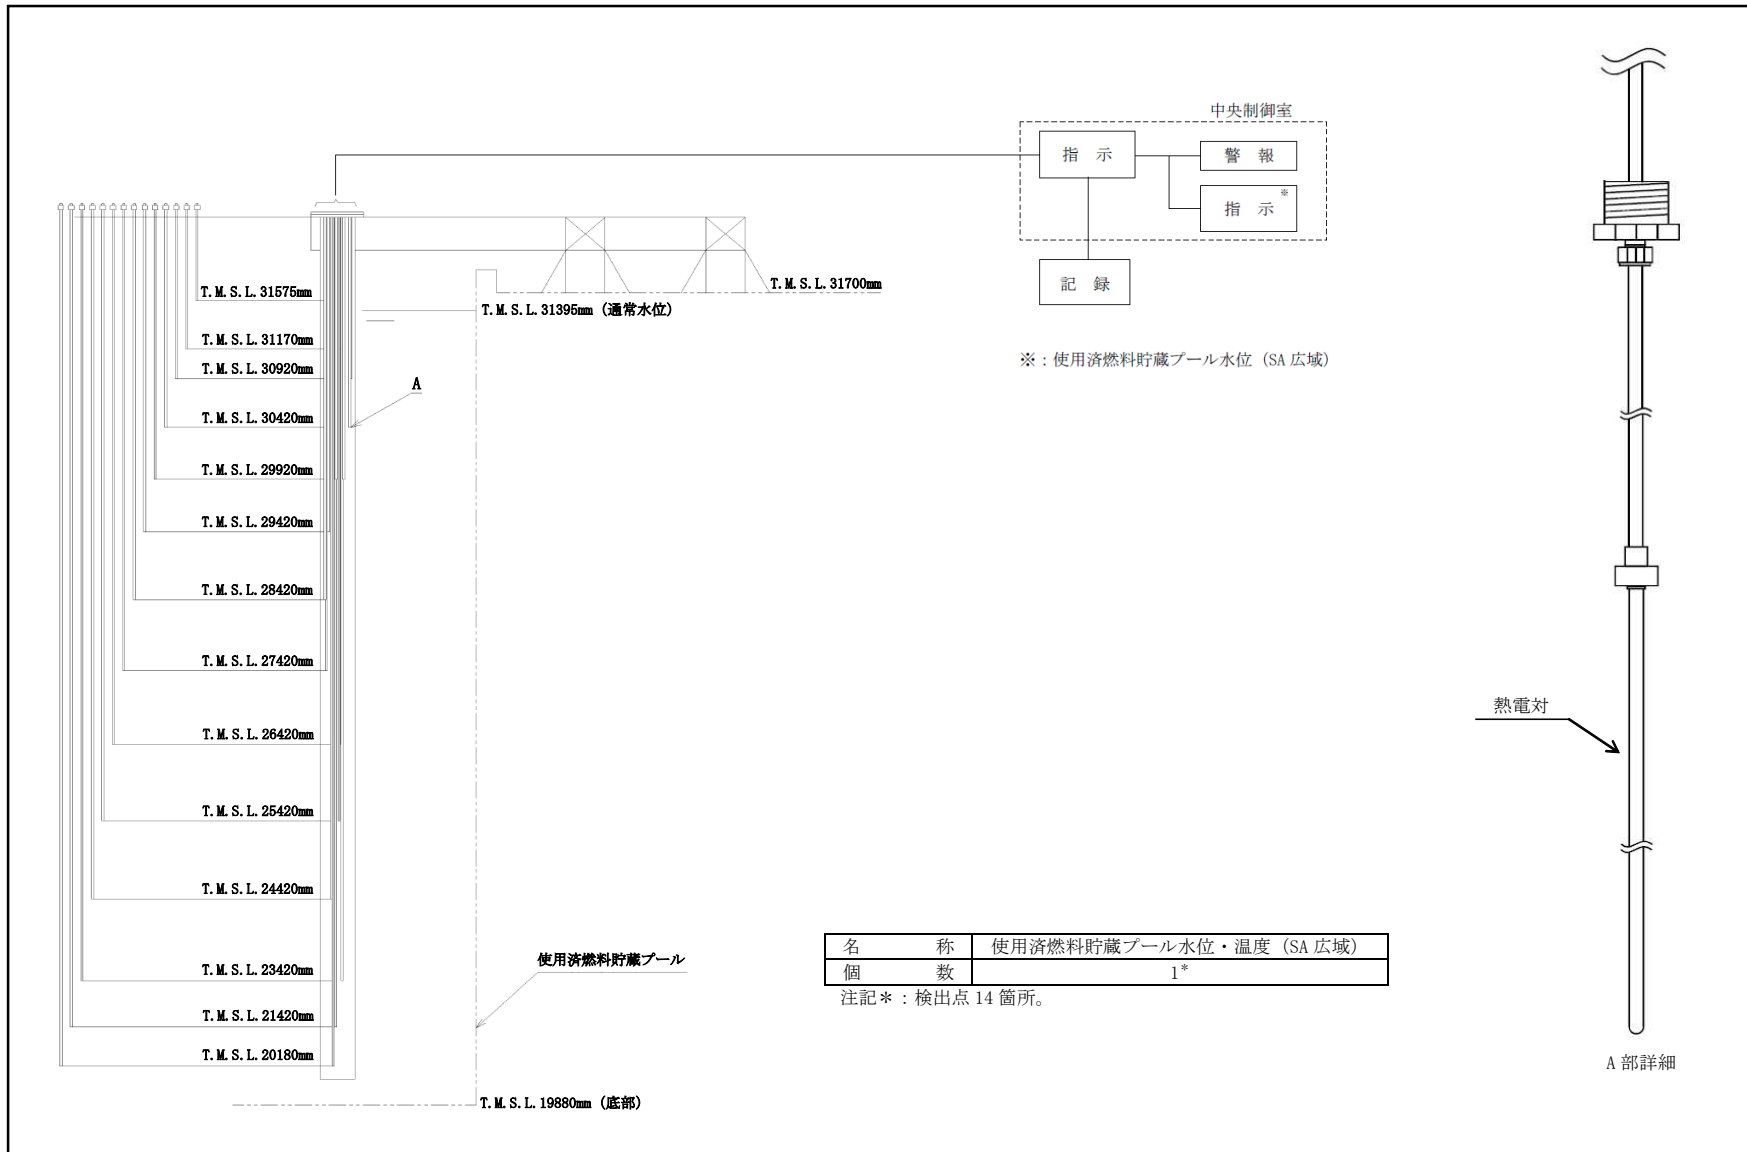 中央制御室
指 示
警 報
指 示 ※
記 録
※：使用済燃料貯蔵プール水位（SA 広域）
T.M.S.L.31575mm
T.M.S.L.31170mm
T.M.S.L.30920mm
T.M.S.L.30420mm
T.M.S.L.29920mm
T.M.S.L.29420mm
T.M.S.L.28420mm
T.M.S.L.27420mm
T.M.S.L.26420mm
T.M.S.L.25420mm
T.M.S.L.24420mm
T.M.S.L.23420mm
T.M.S.L.21420mm
T.M.S.L.20180mm
T.M.S.L.31700mm
T.M.S.L.31395mm（通常水位）
A
使用済燃料貯蔵プール
T.M.S.L.19880mm（底部）
名 称 使用済燃料貯蔵プール水位・温度（SA 広域）
個 数 1*
注記＊：検出点 14 箇所。
熱電対
A 部詳細